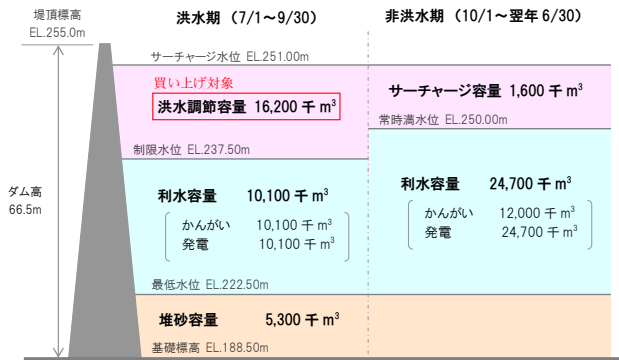 堤頂標高
EL.255.0m
洪水期 (7/1~9/30)
非洪水期 (10/1~翌年 6/30)
サーチャージ水位 EL.251.00m
買い上げ対象
洪水調節容量 16,200 千 m³
サーチャージ容量 1,600 千 m³
常時満水位 EL.250.00m
制限水位 EL.237.50m
ダム高
66.5m
利水容量 10,100 千 m³
かんがい 10,100 千 m³
発電 10,100 千 m³
利水容量 24,700 千 m³
かんがい 12,000 千 m³
発電 24,700 千 m³
最低水位 EL.222.50m
堆砂容量 5,300 千 m³
基礎標高 EL.188.50m